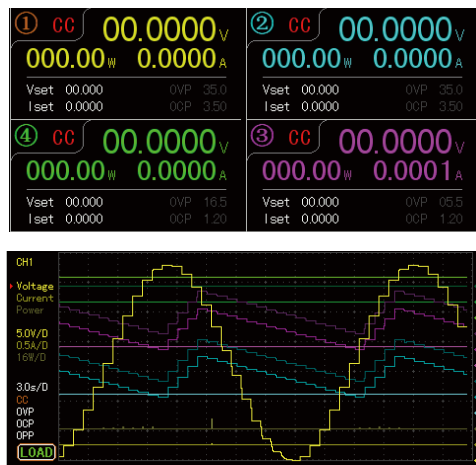 ① CC 00.0000V
000.00W 0.0000A
Vset 00.000 OVP 35.0
Iset 0.0000 OCP 3.50
② CC 00.0000V
000.00W 0.0000A
Vset 00.000 OVP 35.0
Iset 0.0000 OCP 3.50
④ CC 00.0000V
000.00W 0.0000A
Vset 00.000 OVP 16.5
Iset 0.0000 OCP 1.20
③ CC 00.0000V
000.00W 0.0001A
Vset 00.000 OVP 05.5
Iset 0.0000 OCP 1.20
CH1
Voltage
Current
Power
5.0V/D
0.5A/D
16W/D
3.0s/D
CC
OVP
OCP
OPP
LOAD